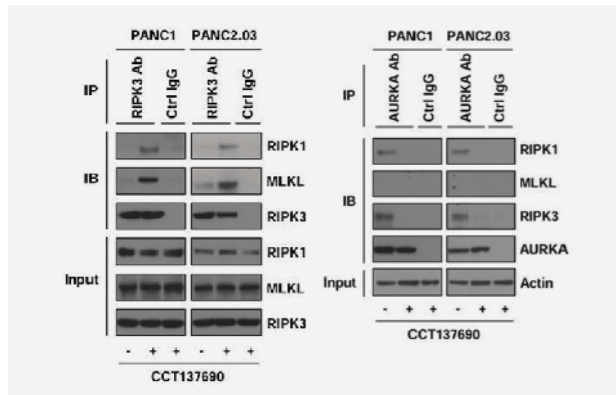 PANC1 PANC2.03
IP
RIPK3 Ab
Ctrl IgG
RIPK3 Ab
Ctrl IgG
IB
RIPK1
MLKL
RIPK3
Input
RIPK1
MLKL
RIPK3
- + + - + +
CCT137690
PANC1 PANC2.03
IP
AURKA Ab
Ctrl IgG
AURKA Ab
Ctrl IgG
IB
RIPK1
MLKL
RIPK3
AURKA
Input Actin
- + + - + +
CCT137690